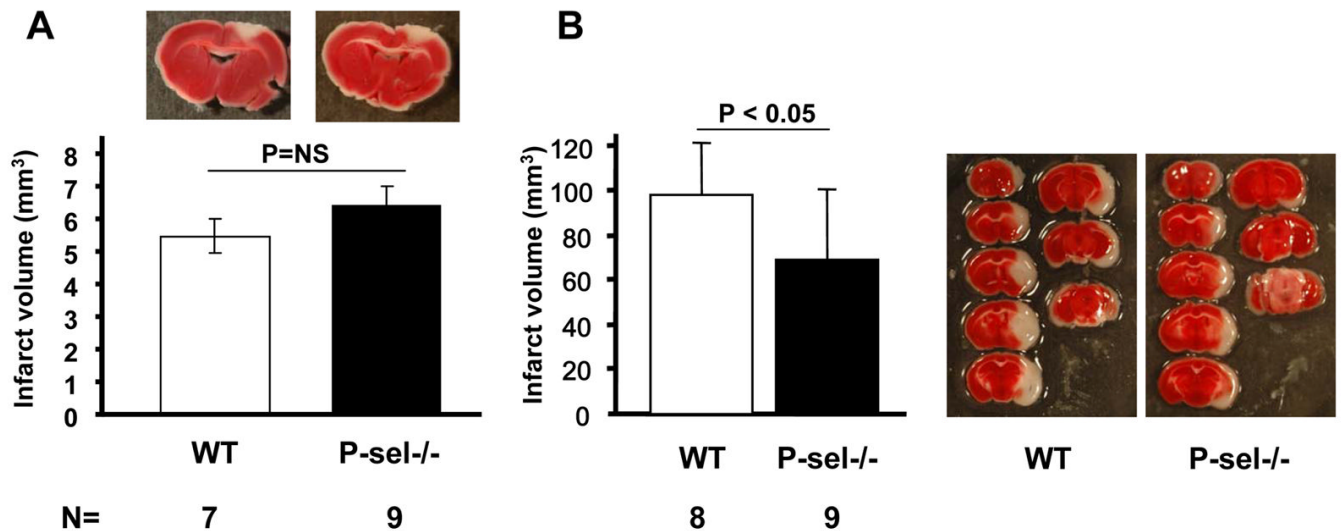 A
B
P=NS
Infarct volume (mm³)
8
7
6
5
4
3
2
1
0
WT P-sel-/-
N= 7 9
P < 0.05
Infarct volume (mm³)
120
100
80
60
40
20
0
WT P-sel-/-
8 9
WT P-sel-/-